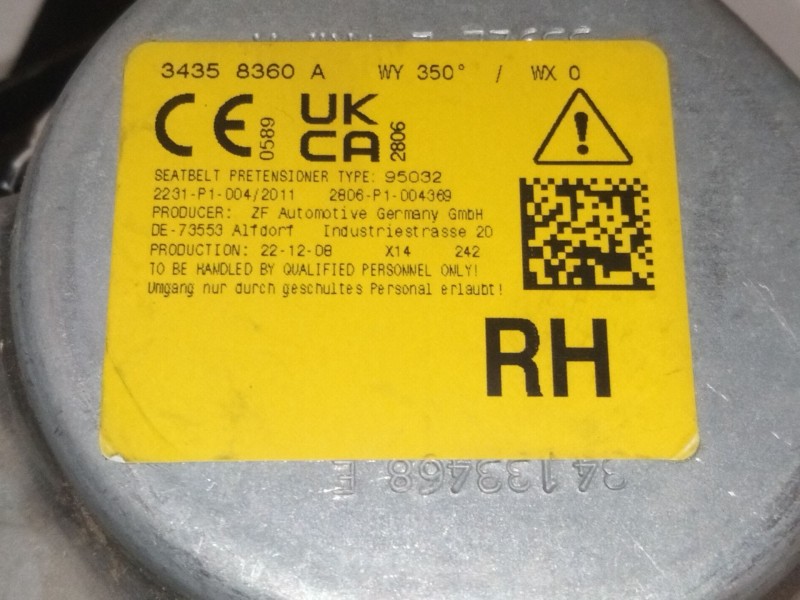 3435 8360 A WY 350° / WX 0
CE 0589 UK CA 2806
SEATBELT PRETENSIONER TYPE: 95032
2231-P1-004/2011 2806-P1-004369
PRODUCER: ZF Automotive Germany GmbH
DE-73553 Alfdorf Industriestrasse 20
PRODUCTION: 22-12-08 X14 242
TO BE HANDLED BY QUALIFIED PERSONNEL ONLY!
Umgang nur durch geschultes Personal erlaubt!
RH
34133468 E